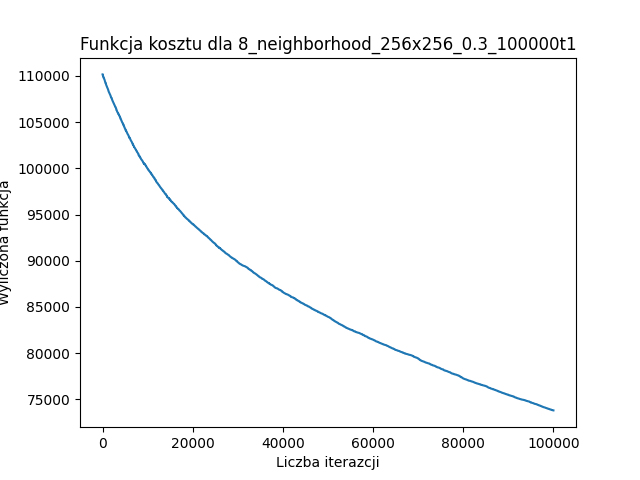 Funkcja kosztu dla 8_neighborhood_256x256_0.3_100000t1
110000
105000
100000
95000
90000
85000
80000
75000
Wyliczona funkcja
0 20000 40000 60000 80000 100000
Liczba iterazcji